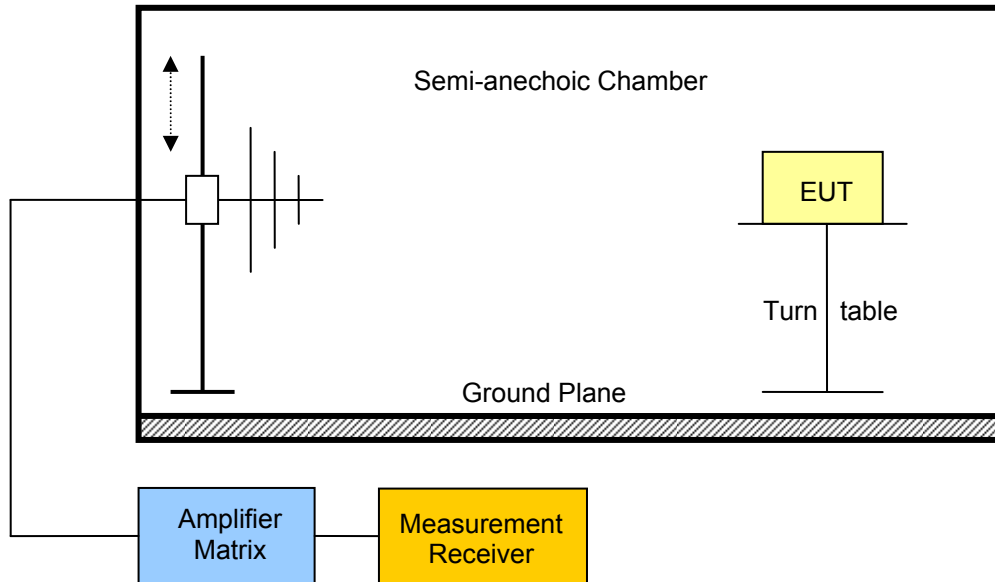 Semi-anechoic Chamber
EUT
Turn table
Ground Plane
Amplifier
Matrix
Measurement
Receiver